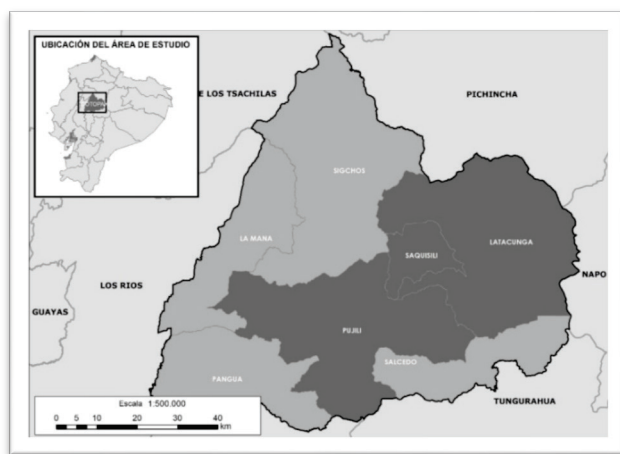 UBICACIÓN DEL ÁREA DE ESTUDIO
E LOS TSACHILAS
PICHINCHA
SIGCHOS
LA MANA
LATACUNGA
SAQUISILI
NAPO
LOS RIOS
GUAYAS
PUJILI
SALCEDO
PANGUA
TUNGURAHUA
Escala 1:500.000
0 5 10 20 30 40
km